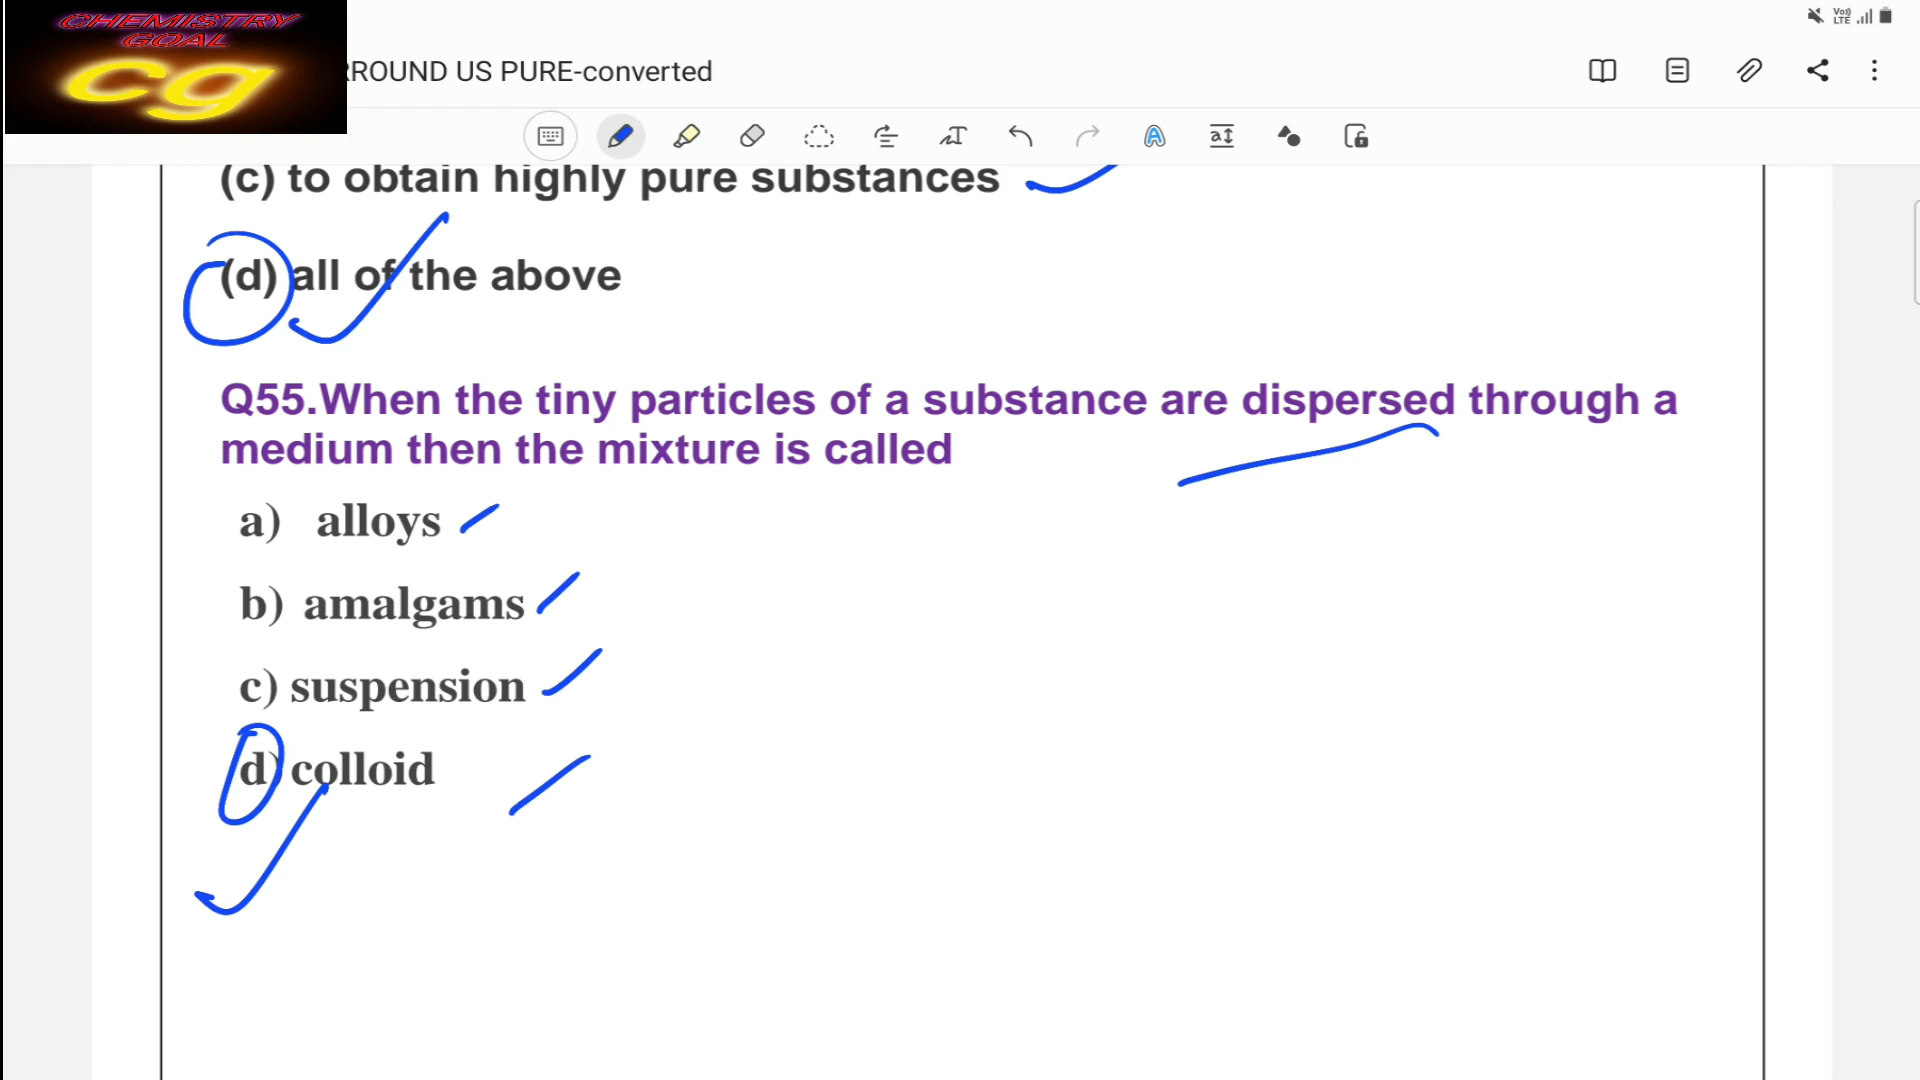 CHEMISTRY
GOAL
cg
RROUND US PURE-converted
(c) to obtain highly pure substances
(d) all of the above
Q55.When the tiny particles of a substance are dispersed through a
medium then the mixture is called
a) alloys
b) amalgams
c) suspension
d) colloid